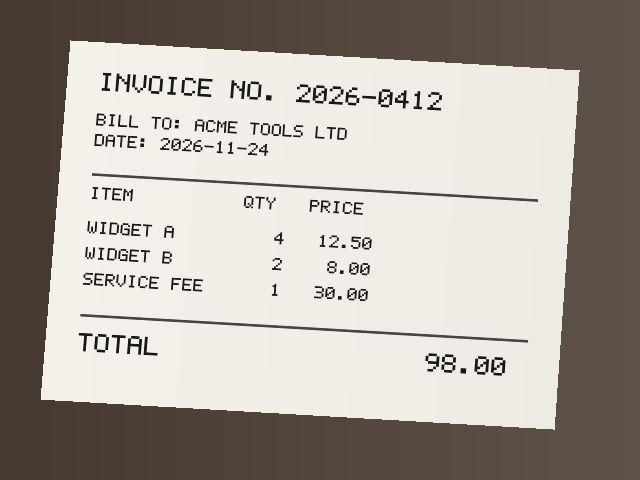 INVOICE NO. 2026-0412
BILL TO: ACME TOOLS LTD
DATE: 2026-11-24
ITEM QTY PRICE
WIDGET A 4 12.50
WIDGET B 2 8.00
SERVICE FEE 1 30.00
TOTAL 98.00